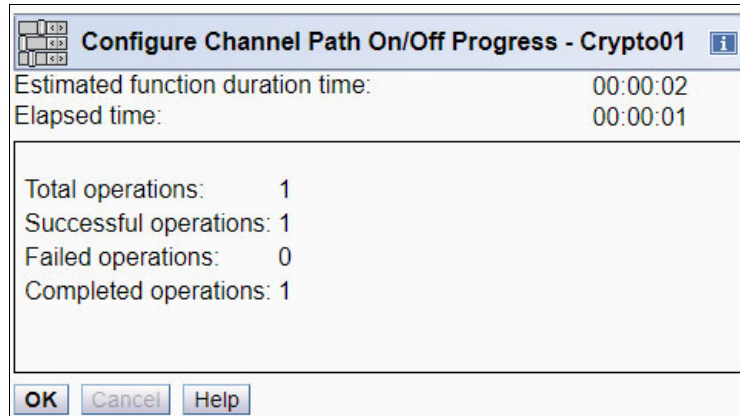 Configure Channel Path On/Off Progress - Crypto01 i
Estimated function duration time: 00:00:02
Elapsed time: 00:00:01
Total operations: 1
Successful operations: 1
Failed operations: 0
Completed operations: 1
OK Cancel Help